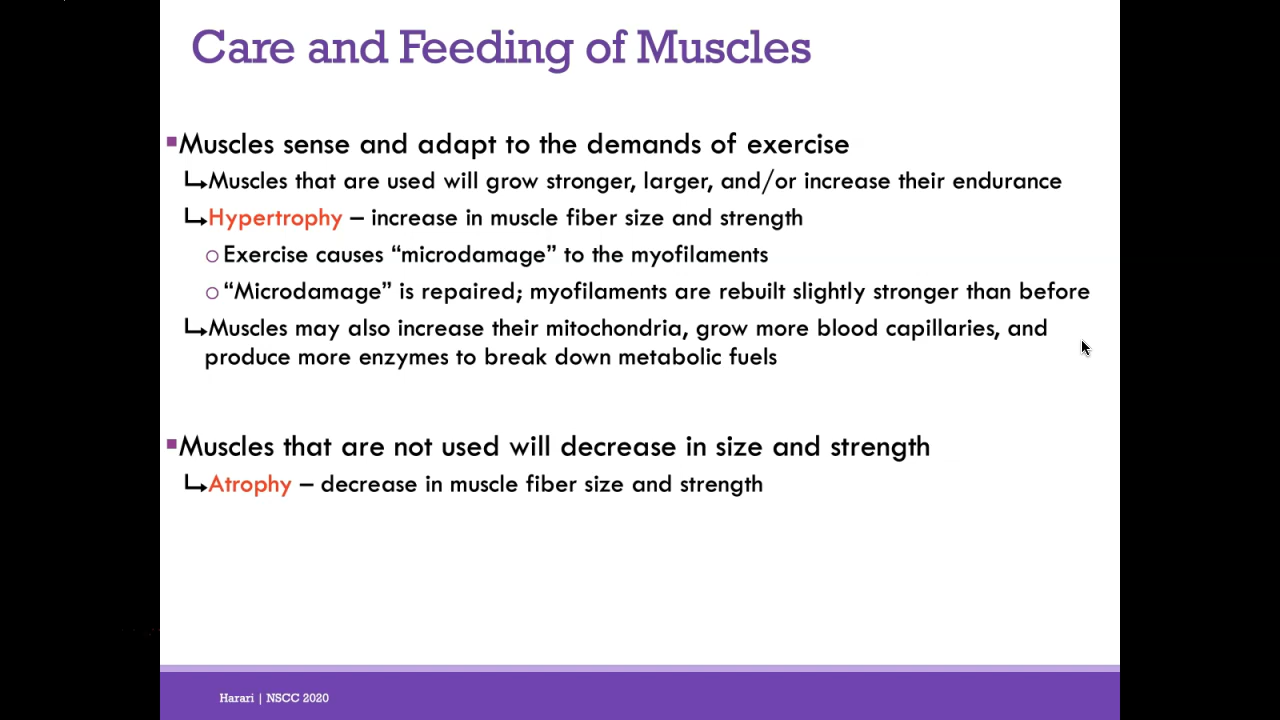 Care and Feeding of Muscles
▪Muscles sense and adapt to the demands of exercise
↳Muscles that are used will grow stronger, larger, and/or increase their endurance
↳Hypertrophy – increase in muscle fiber size and strength
○Exercise causes “microdamage” to the myofilaments
○“Microdamage” is repaired; myofilaments are rebuilt slightly stronger than before
↳Muscles may also increase their mitochondria, grow more blood capillaries, and
produce more enzymes to break down metabolic fuels
▪Muscles that are not used will decrease in size and strength
↳Atrophy – decrease in muscle fiber size and strength
Harari | NSCC 2020